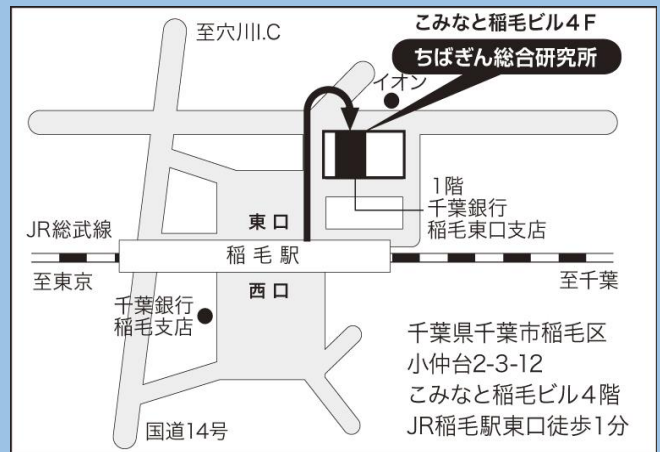 こみなと稲毛ビル4F
ちばぎん総合研究所
至穴川I.C
イオン
1階
千葉銀行
稲毛東口支店
東口
JR総武線
稲毛駅
至東京
西口
至千葉
千葉銀行
稲毛支店
国道14号
千葉県千葉市稲毛区
小仲台2-3-12
こみなと稲毛ビル4階
JR稲毛駅東口徒歩1分